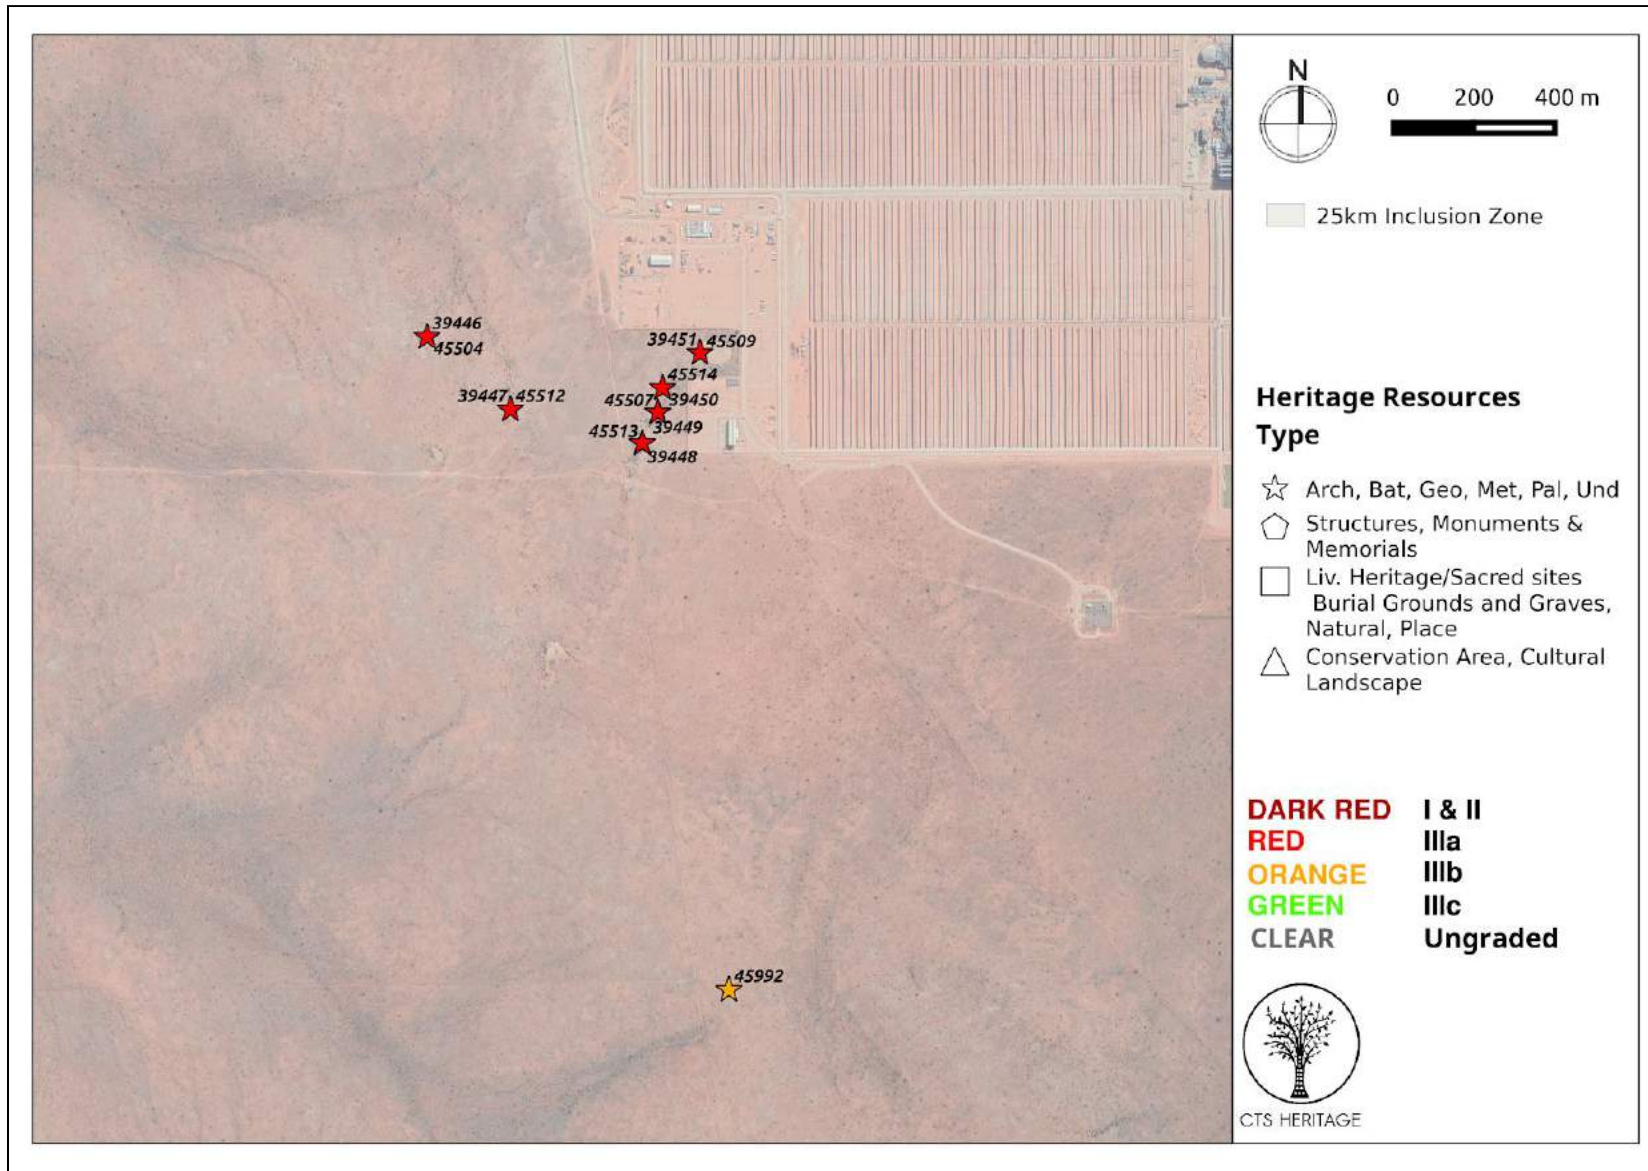 39446
45504
39447 45512
39451 45509
45514
45507 39450
39449
45513
39448
45992
N
0 200 400 m
25km Inclusion Zone
Heritage Resources
Type
Arch, Bat, Geo, Met, Pal, Und
Structures, Monuments &
Memorials
Liv. Heritage/Sacred sites
Burial Grounds and Graves,
Natural, Place
Conservation Area, Cultural
Landscape
DARK RED I & II
RED IIIa
ORANGE IIIb
GREEN IIIc
CLEAR Ungraded
CTS HERITAGE